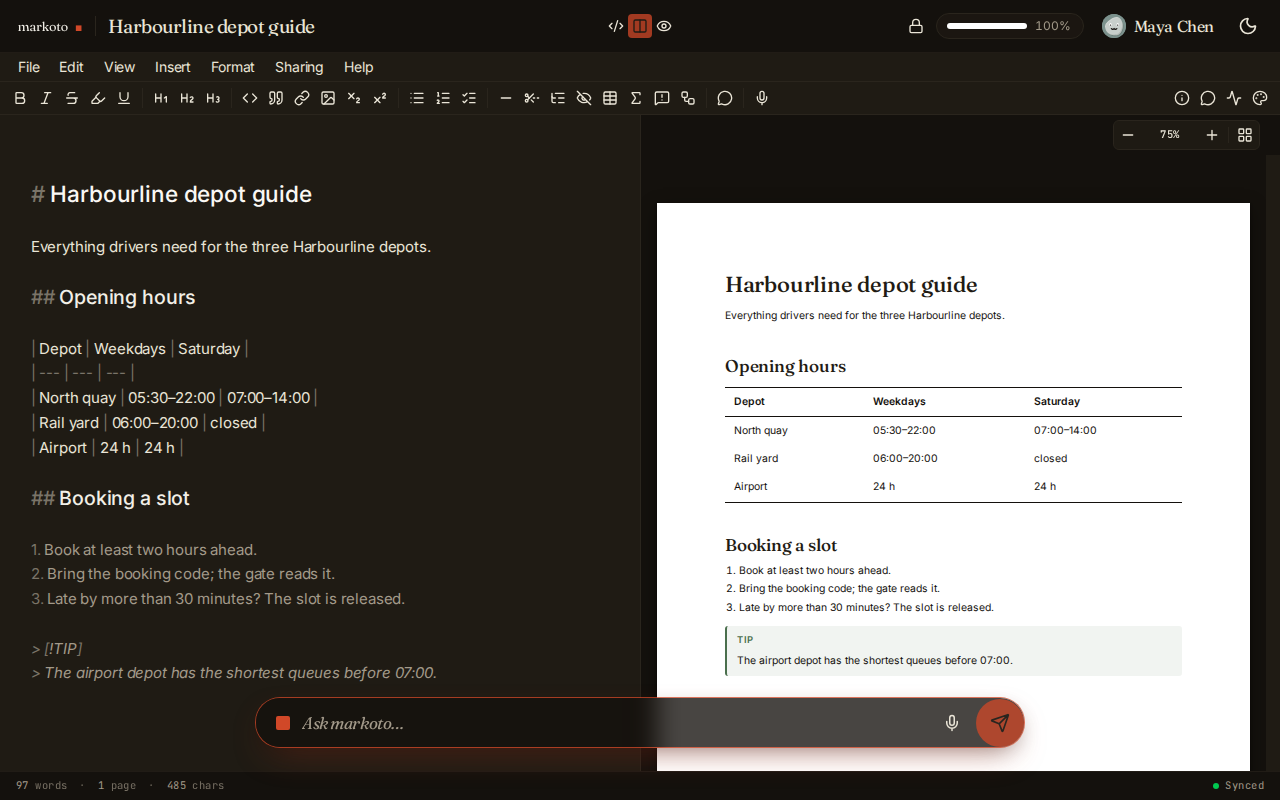 markoto
Harbourline depot guide
100%
Maya Chen
File Edit View Insert Format Sharing Help
H1 H2 H3
X2 X2
75%
# Harbourline depot guide
Everything drivers need for the three Harbourline depots.
## Opening hours
| Depot | Weekdays | Saturday |
| --- | --- | --- |
| North quay | 05:30–22:00 | 07:00–14:00 |
| Rail yard | 06:00–20:00 | closed |
| Airport | 24 h | 24 h |
## Booking a slot
1. Book at least two hours ahead.
2. Bring the booking code; the gate reads it.
3. Late by more than 30 minutes? The slot is released.
> [!TIP]
> The airport depot has the shortest queues before 07:00.
Harbourline depot guide
Everything drivers need for the three Harbourline depots.
Opening hours
Depot Weekdays Saturday
North quay 05:30–22:00 07:00–14:00
Rail yard 06:00–20:00 closed
Airport 24 h 24 h
Booking a slot
1. Book at least two hours ahead.
2. Bring the booking code; the gate reads it.
3. Late by more than 30 minutes? The slot is released.
TIP
The airport depot has the shortest queues before 07:00.
Ask markoto...
97 words · 1 page · 485 chars
Synced